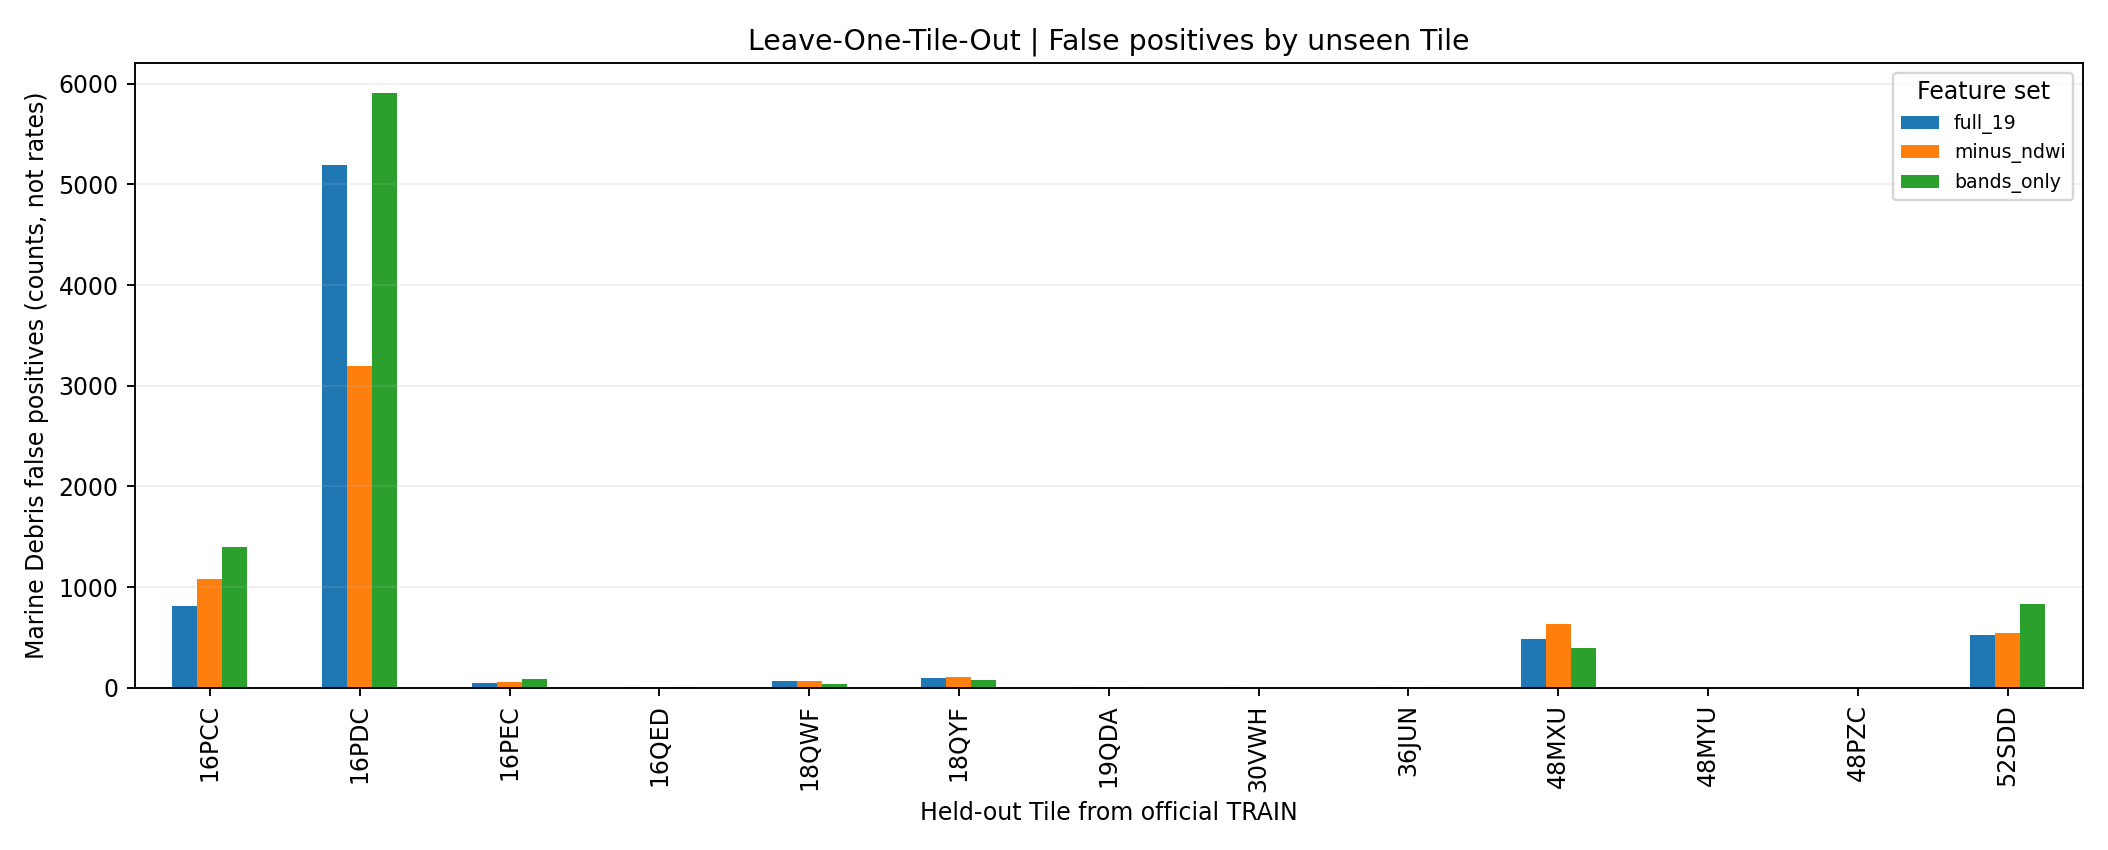 Leave-One-Tile-Out | False positives by unseen Tile
Marine Debris false positives (counts, not rates)
6000
5000
4000
3000
2000
1000
0
Feature set
full_19
minus_ndwi
bands_only
16PCC
16PDC
16PEC
16QED
18QWF
18QYF
19QDA
30VWH
36JUN
48MXU
48MYU
48PZC
52SDD
Held-out Tile from official TRAIN